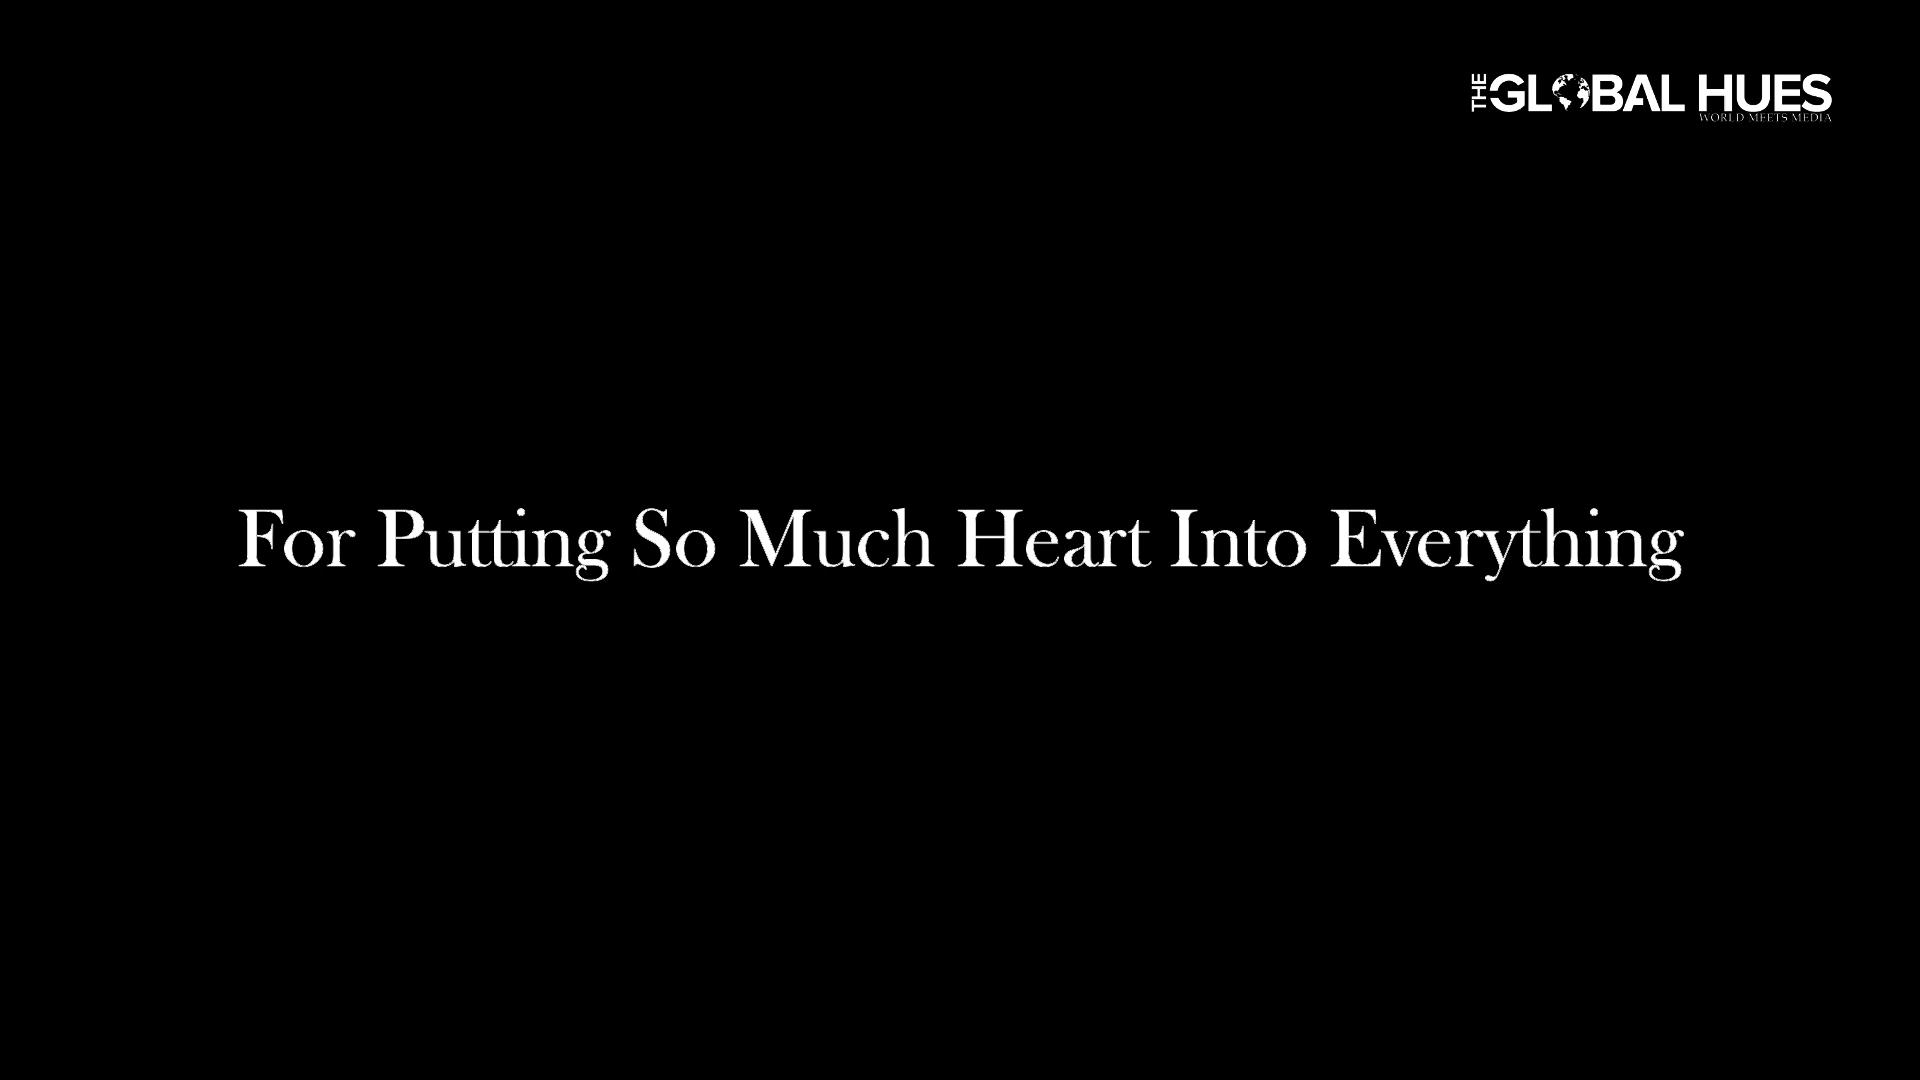 THE GLOBAL HUES
WORLD MEETS MEDIA
For Putting So Much Heart Into Everything